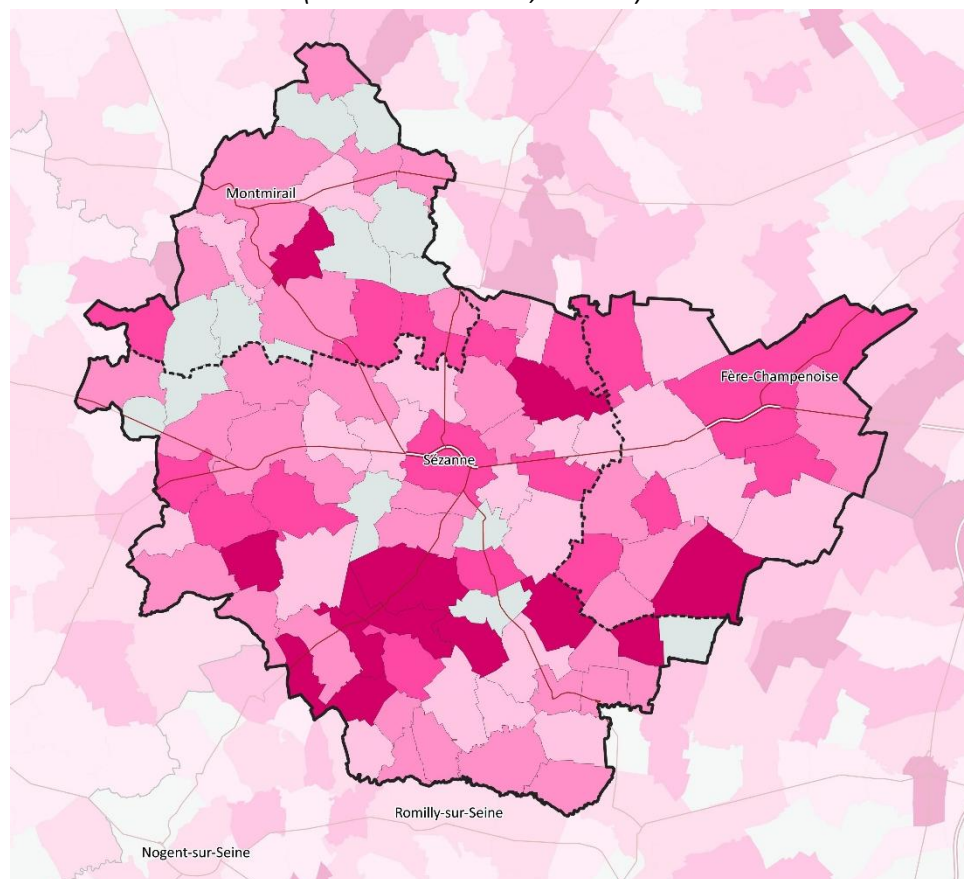 Montmirail
Fère-Champenoise
Sézanne
Romilly-sur-Seine
Nogent-sur-Seine